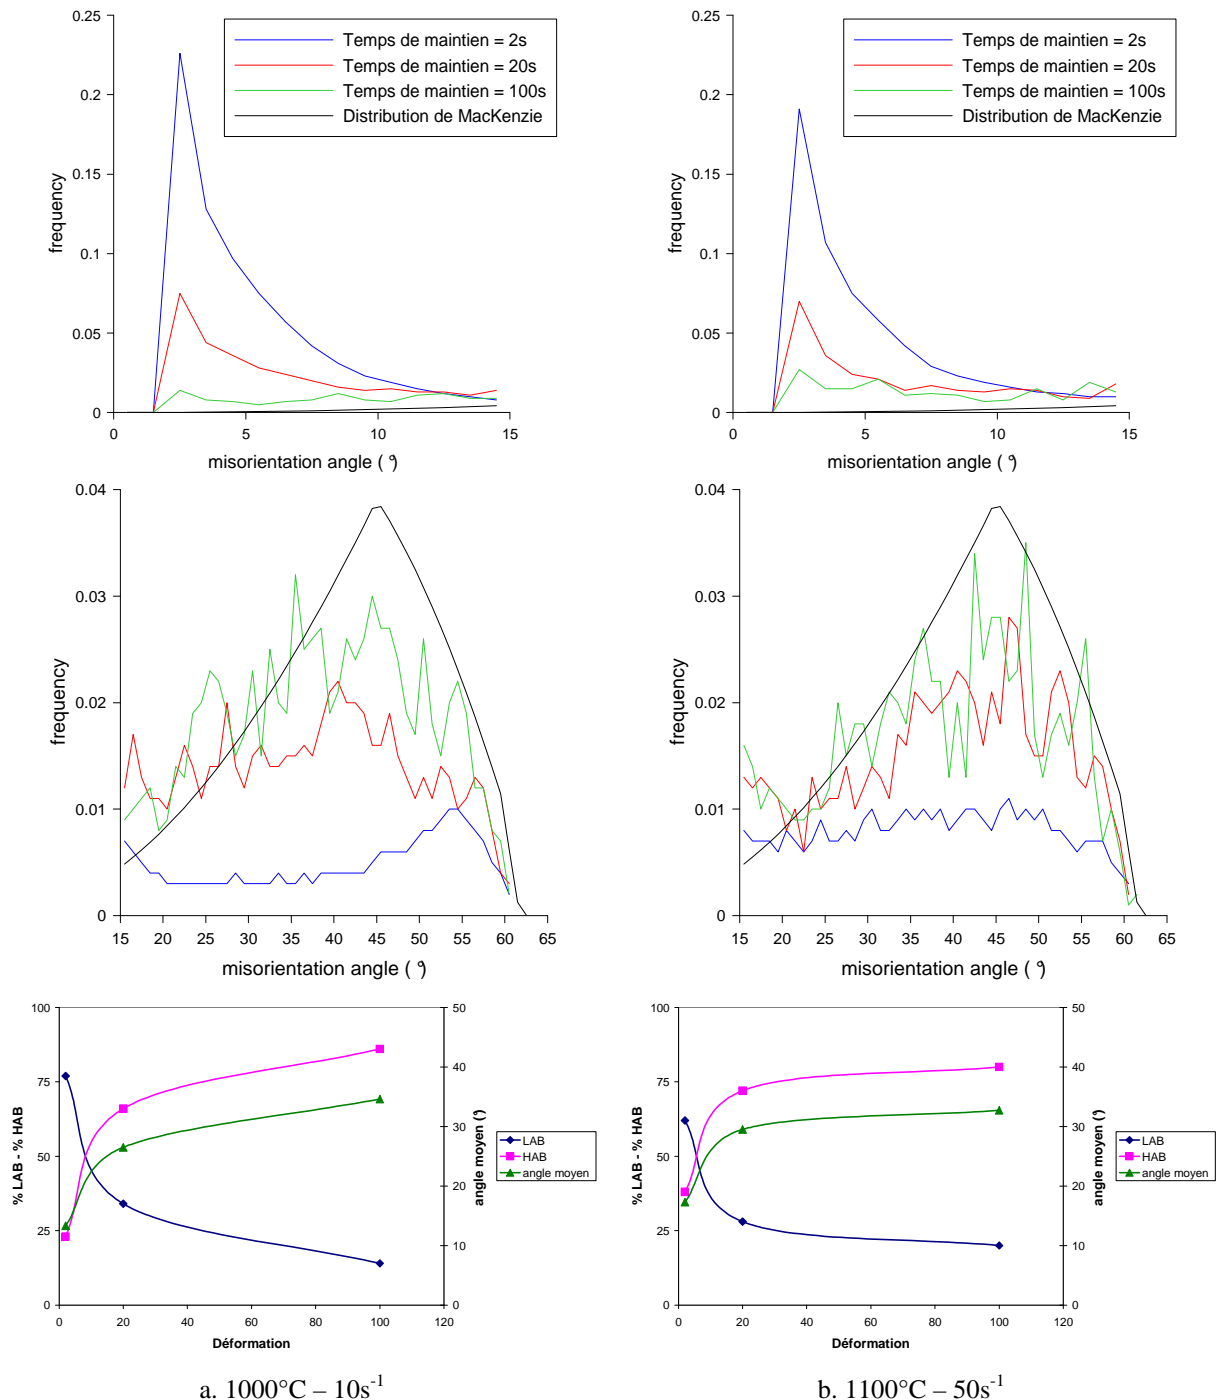 0.25
0.2
0.15
0.1
0.05
0
frequency
Temps de maintien = 2s
Temps de maintien = 20s
Temps de maintien = 100s
Distribution de MacKenzie
0 5 10 15
misorientation angle ( °)
0.25
0.2
0.15
0.1
0.05
0
frequency
Temps de maintien = 2s
Temps de maintien = 20s
Temps de maintien = 100s
Distribution de MacKenzie
0 5 10 15
misorientation angle ( °)
0.04
0.03
0.02
0.01
0
frequency
15 20 25 30 35 40 45 50 55 60 65
misorientation angle ( °)
0.04
0.03
0.02
0.01
0
frequency
15 20 25 30 35 40 45 50 55 60 65
misorientation angle ( °)
100
75
50
25
0
% LAB - % HAB
50
40
30
20
10
0
angle moyen (°)
LAB
HAB
angle moyen
0 20 40 60 80 100 120
Déformation
100
75
50
25
0
% LAB - % HAB
50
40
30
20
10
0
angle moyen (°)
LAB
HAB
angle moyen
0 20 40 60 80 100 120
Déformation
a. 1000°C – 10s⁻¹
b. 1100°C – 50s⁻¹